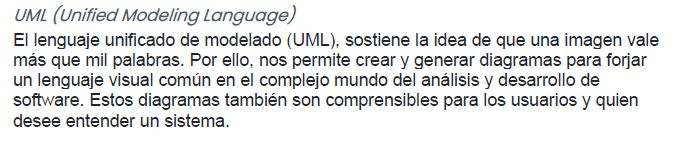 UML (Unified Modeling Language)
El lenguaje unificado de modelado (UML), sostiene la idea de que una imagen vale
más que mil palabras. Por ello, nos permite crear y generar diagramas para forjar
un lenguaje visual común en el complejo mundo del análisis y desarrollo de
software. Estos diagramas también son comprensibles para los usuarios y quien
desee entender un sistema.